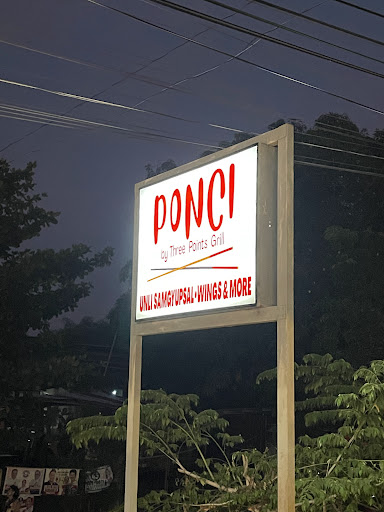 PONCI
by Three Points Grill
UNLI SAMGYUPSAL•WINGS & MORE